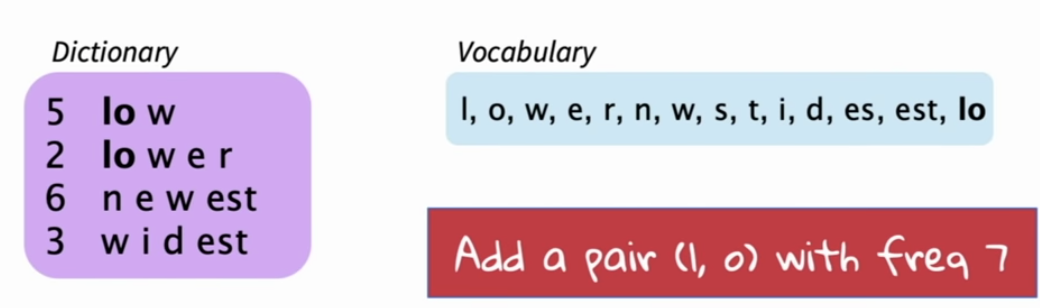 Dictionary
5 lo w
2 lo w e r
6 n e w est
3 w i d est
Vocabulary
l, o, w, e, r, n, w, s, t, i, d, es, est, lo
Add a pair (l, o) with freq 7